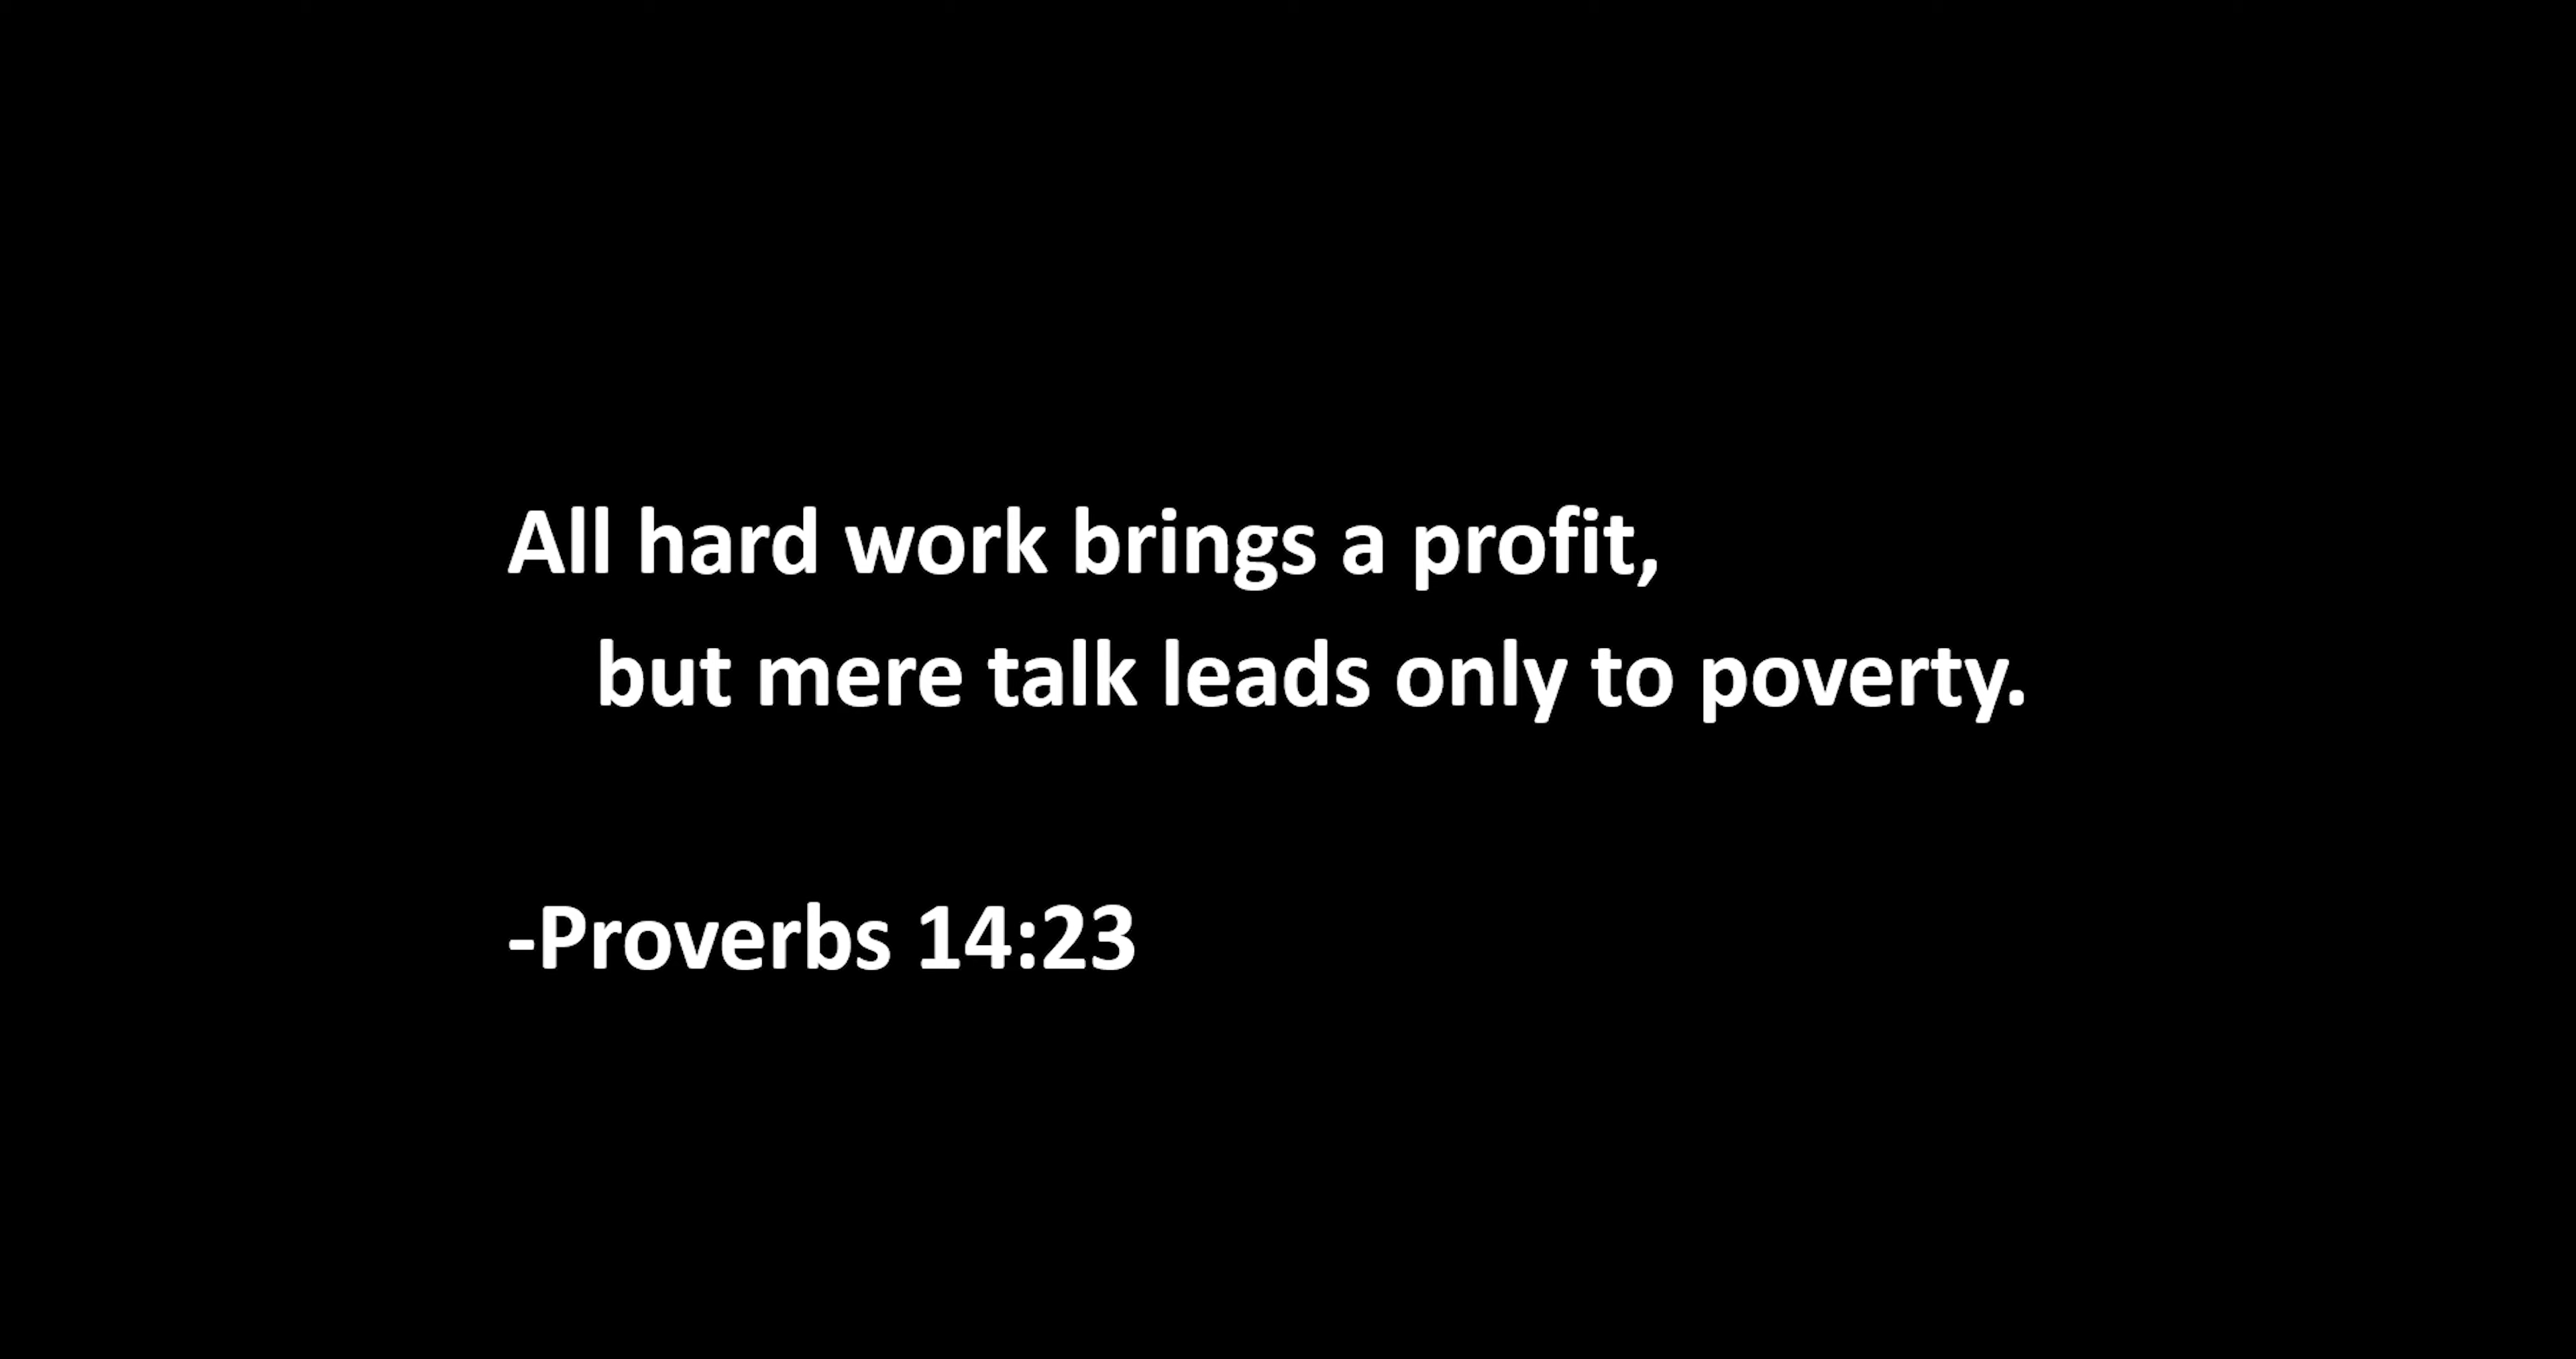 All hard work brings a profit,
but mere talk leads only to poverty.
-Proverbs 14:23